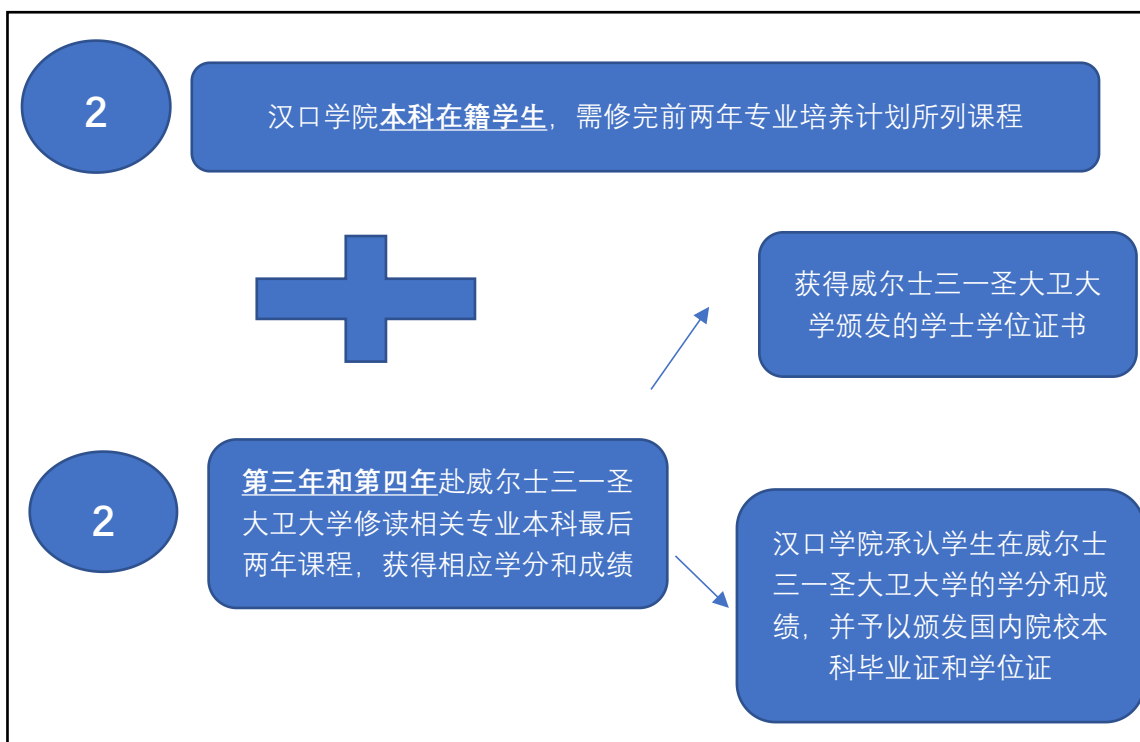 2
汉口学院本科在籍学生，需修完前两年专业培养计划所列课程
获得威尔士三一圣大卫大
学颁发的学士学位证书
2
第三年和第四年赴威尔士三一圣
大卫大学修读相关专业本科最后
两年课程，获得相应学分和成绩
汉口学院承认学生在威尔士
三一圣大卫大学的学分和成
绩，并予以颁发国内院校本
科毕业证和学位证